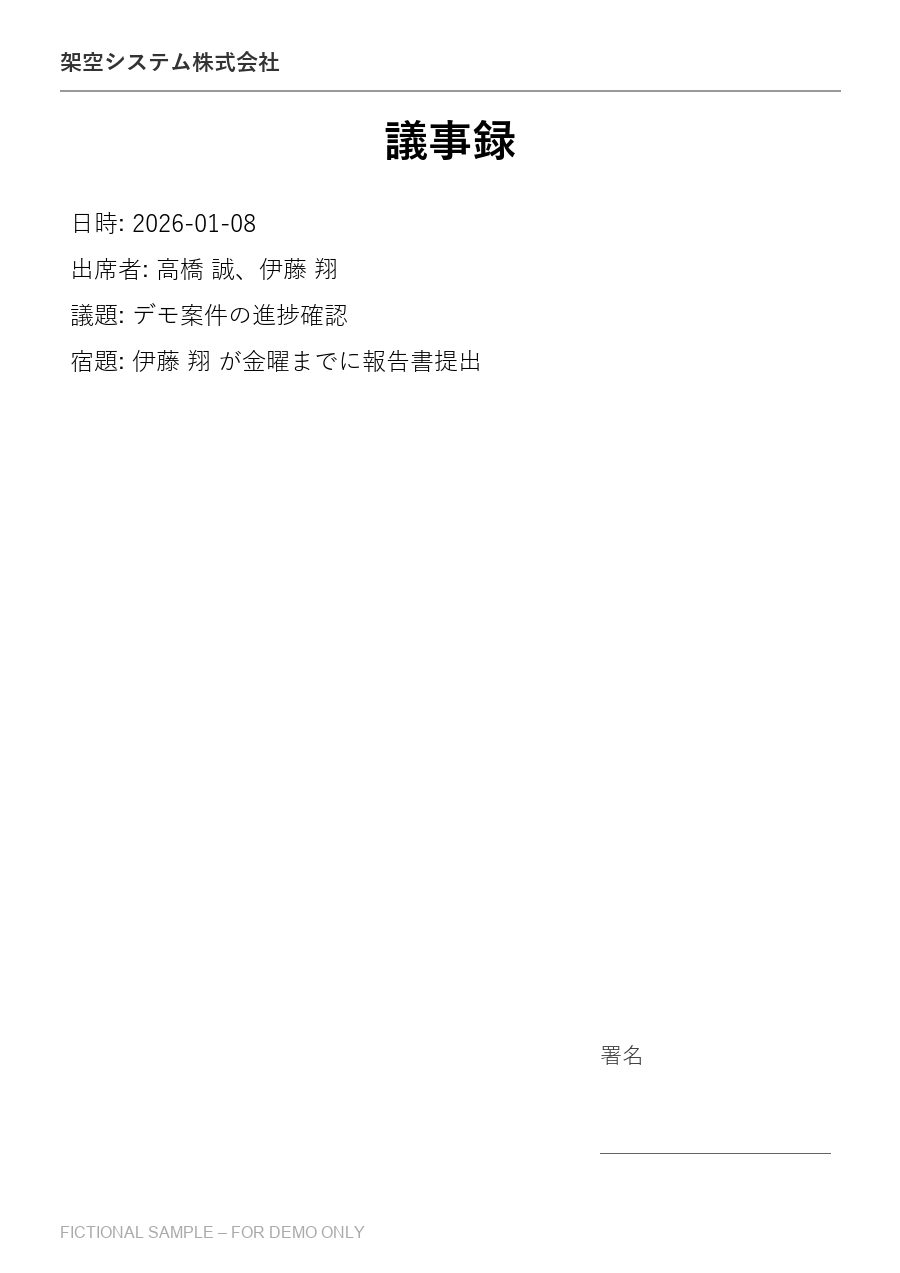 架空システム株式会社
議事録
日時: 2026-01-08
出席者: 高橋 誠、伊藤 翔
議題: デモ案件の進捗確認
宿題: 伊藤 翔 が金曜までに報告書提出
署名
FICTIONAL SAMPLE – FOR DEMO ONLY